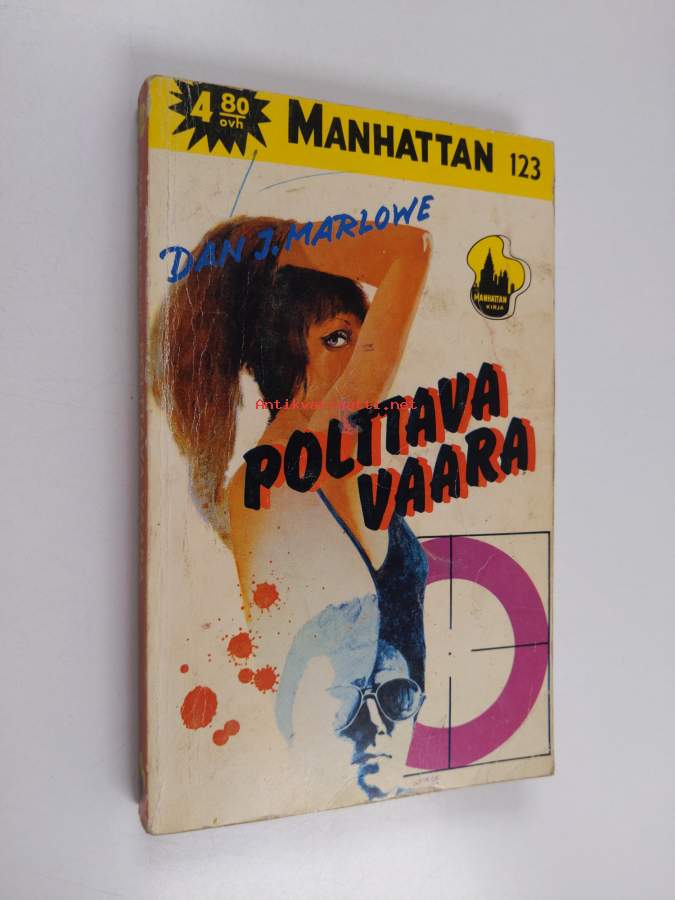 4 80
ovh
MANHATTAN 123
DAN J. MARLOWE
MANHATTAN
KIRJA
Antikvariaatti.net
POLTTAVA
VAARA